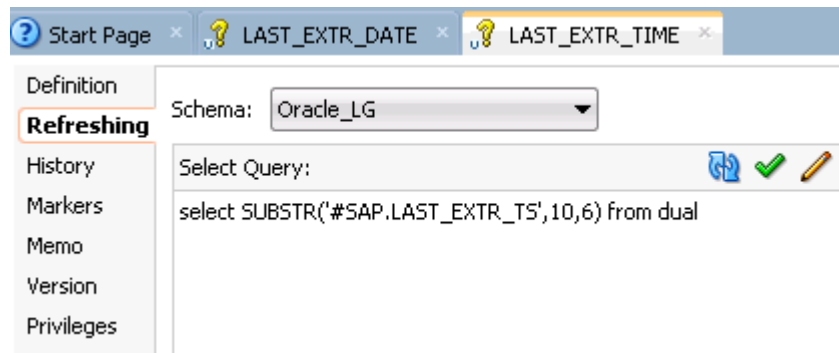 Start Page LAST_EXTR_DATE LAST_EXTR_TIME
Definition
Refreshing
History
Markers
Memo
Version
Privileges
Schema: Oracle_LG
Select Query:
select SUBSTR('#SAP.LAST_EXTR_TS',10,6) from dual